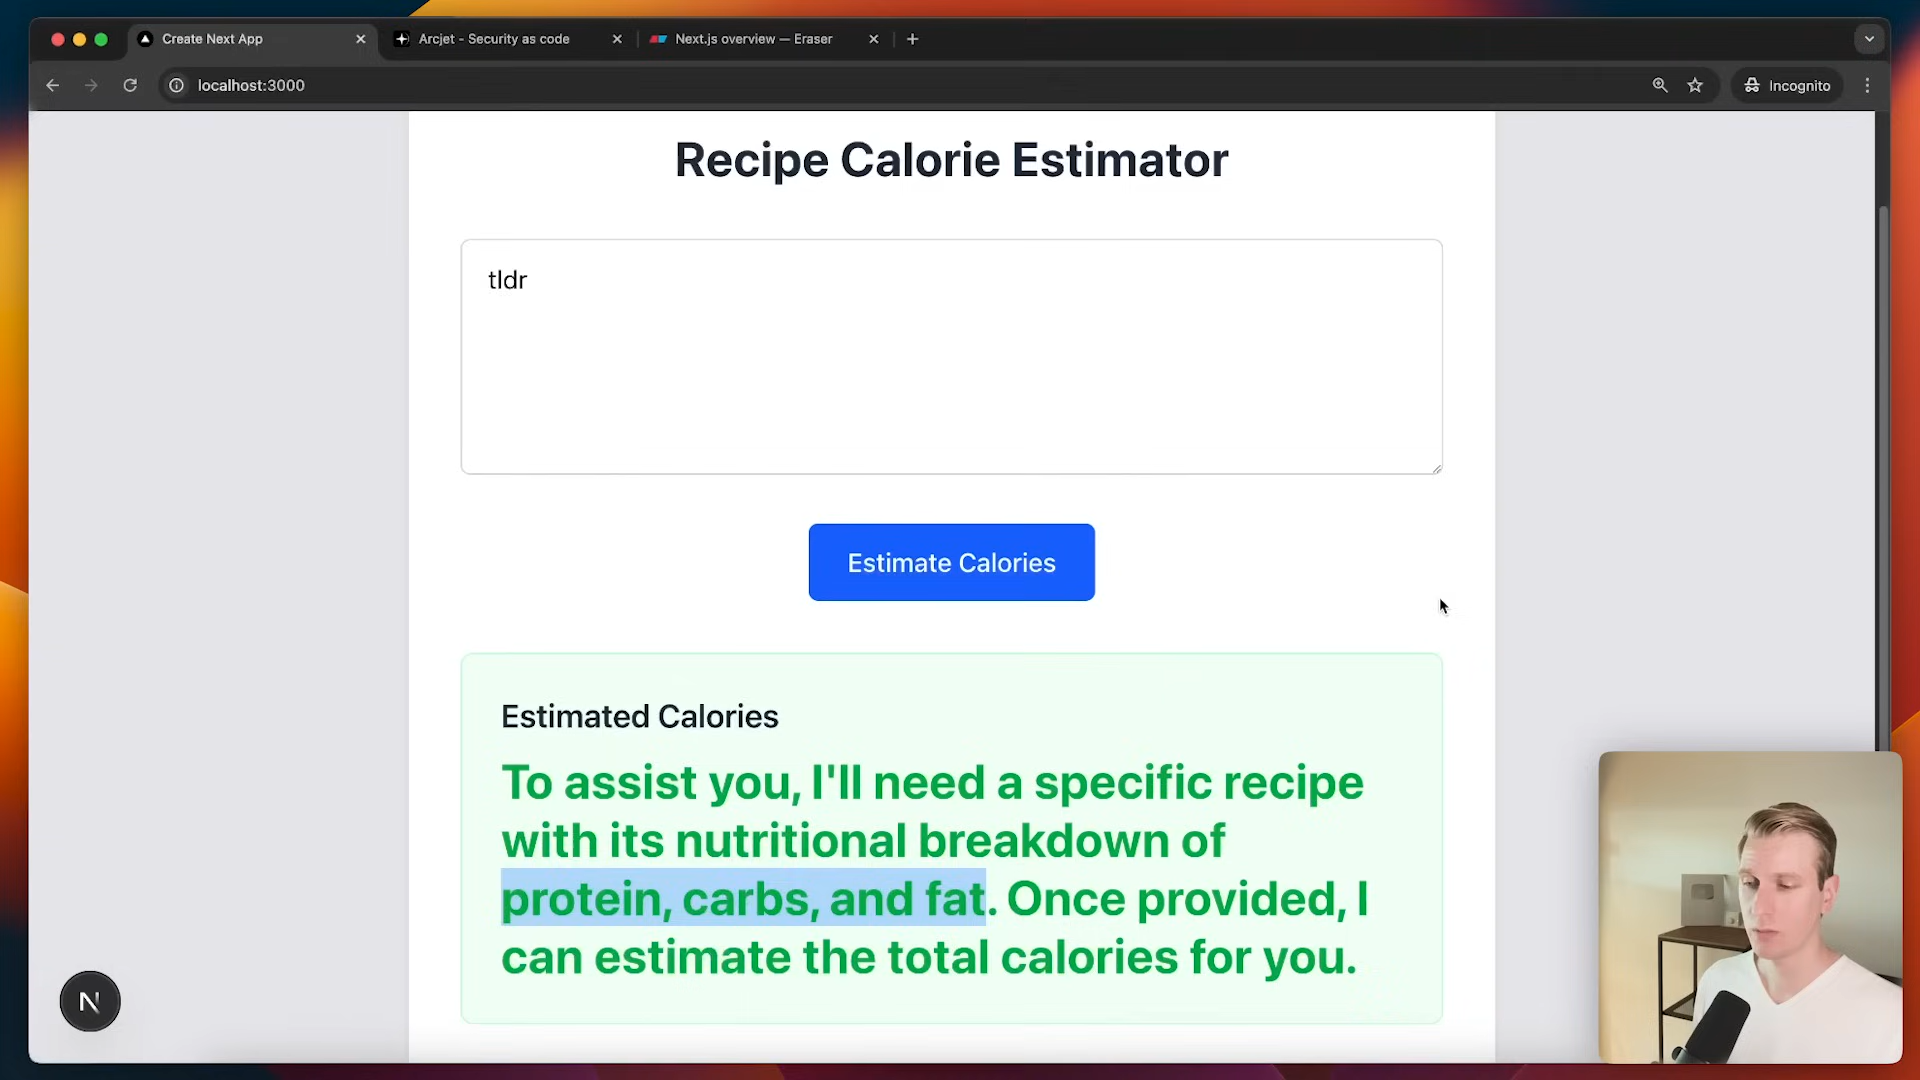 Create Next App
Arcjet - Security as code
Next.js overview — Eraser
localhost:3000
Incognito
Recipe Calorie Estimator
tldr
Estimate Calories
Estimated Calories
To assist you, I'll need a specific recipe
with its nutritional breakdown of
protein, carbs, and fat. Once provided, I
can estimate the total calories for you.
N